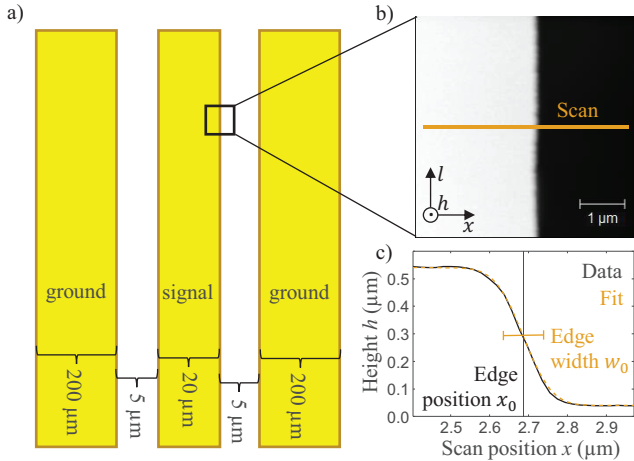 a)
ground
signal
ground
200 µm
5 µm
20 µm
5 µm
200 µm
b)
Scan
l
h
x
1 µm
c)
Data
Fit
Edge
width w₀
Edge
position x₀
Height h (µm)
0.5
0.4
0.3
0.2
0.1
0.0
2.5 2.6 2.7 2.8 2.9
Scan position x (µm)